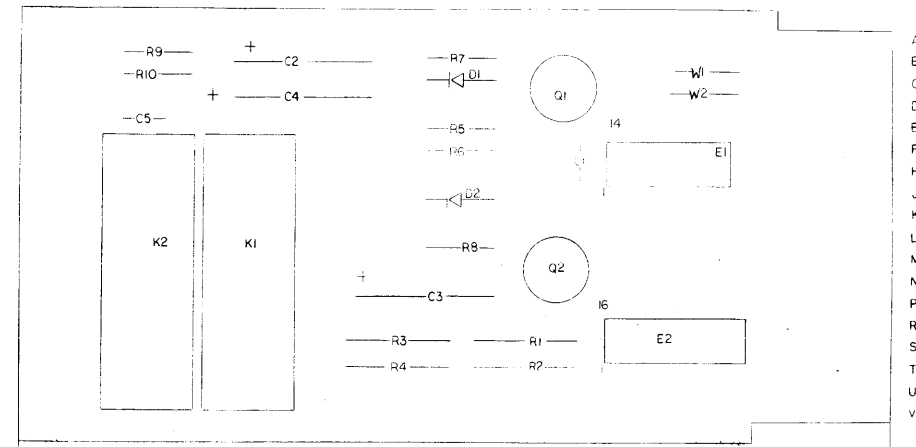 R9
R10
+
C2
+
C4
C5
R7
D1
R5
R6
D2
R8
+
C3
R3
R4
R1
R2
Q1
Q2
W1
W2
14
E1
16
E2
K2
K1
A
B
C
D
E
F
H
J
K
L
M
N
P
R
S
T
U
V